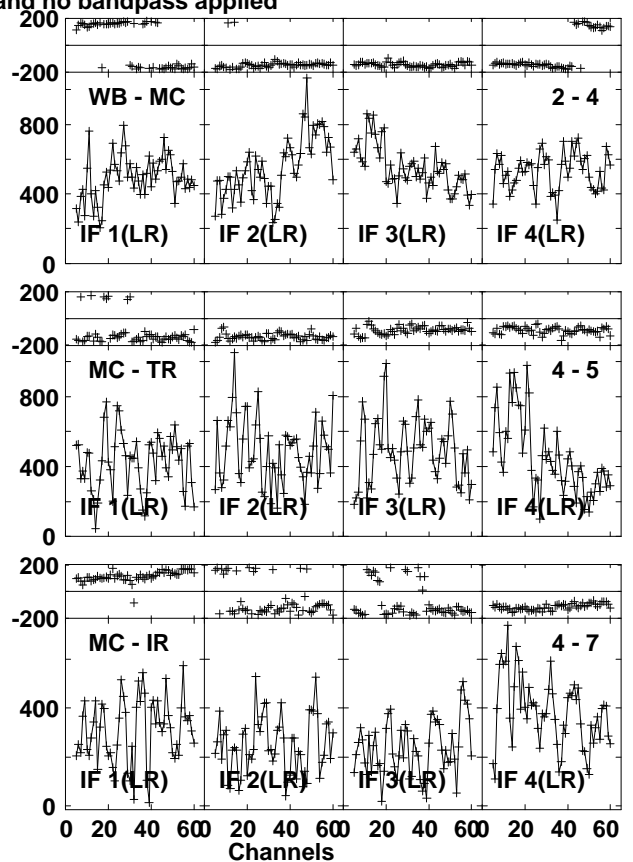 and no bandpass applied
200
-200
WB - MC 2 - 4
800
400
IF 1(LR) IF 2(LR) IF 3(LR) IF 4(LR)
0
200
-200
MC - TR 4 - 5
800
400
IF 1(LR) IF 2(LR) IF 3(LR) IF 4(LR)
0
200
-200
MC - IR 4 - 7
400
IF 1(LR) IF 2(LR) IF 3(LR) IF 4(LR)
0
0 20 40 600 20 40 600 20 40 600 20 40 60
Channels